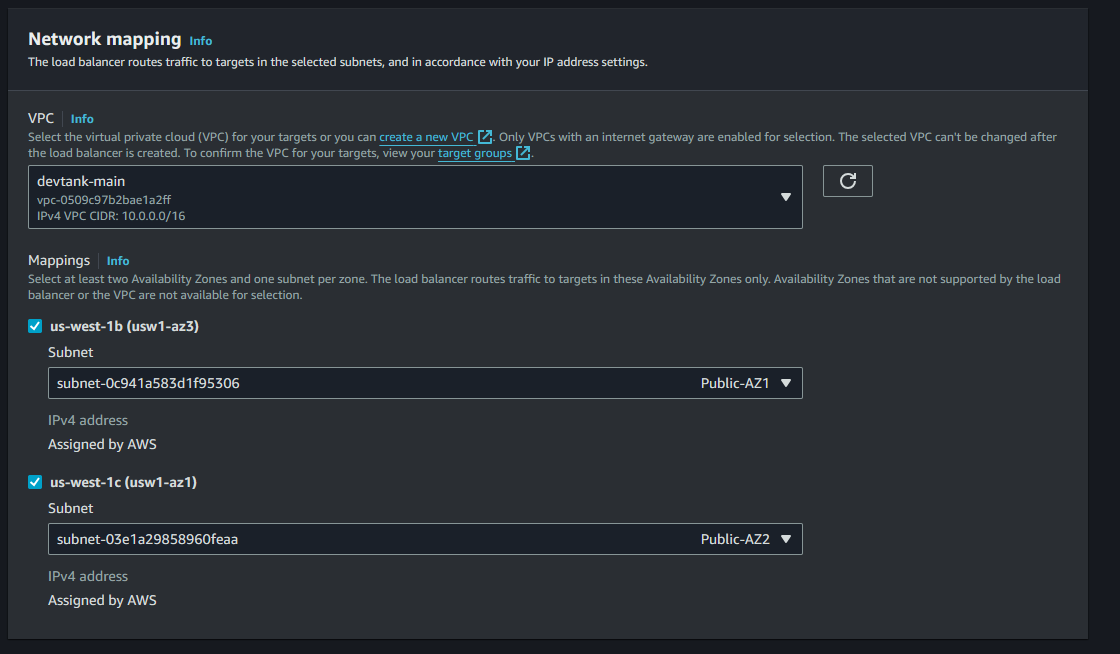 Network mapping Info
The load balancer routes traffic to targets in the selected subnets, and in accordance with your IP address settings.
VPC Info
Select the virtual private cloud (VPC) for your targets or you can create a new VPC. Only VPCs with an internet gateway are enabled for selection. The selected VPC can't be changed after
the load balancer is created. To confirm the VPC for your targets, view your target groups.
devtank-main
vpc-0509c97b2bae1a2ff
IPv4 VPC CIDR: 10.0.0.0/16
Mappings Info
Select at least two Availability Zones and one subnet per zone. The load balancer routes traffic to targets in these Availability Zones only. Availability Zones that are not supported by the load
balancer or the VPC are not available for selection.
us-west-1b (usw1-az3)
Subnet
subnet-0c941a583d1f95306 Public-AZ1
IPv4 address
Assigned by AWS
us-west-1c (usw1-az1)
Subnet
subnet-03e1a29858960feaa Public-AZ2
IPv4 address
Assigned by AWS